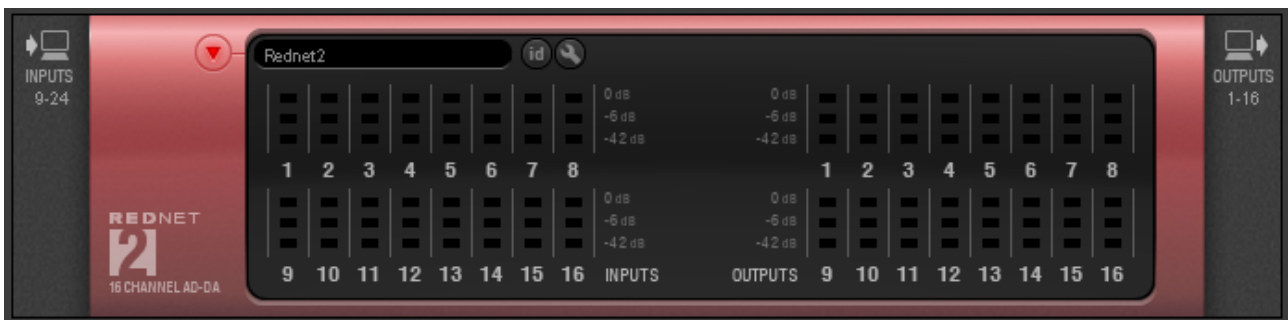 INPUTS
9-24
Rednet2 id
0 dB 0 dB
-6 dB -6 dB
-42 dB -42 dB
1 2 3 4 5 6 7 8 1 2 3 4 5 6 7 8
0 dB 0 dB
-6 dB -6 dB
-42 dB -42 dB
9 10 11 12 13 14 15 16 INPUTS OUTPUTS 9 10 11 12 13 14 15 16
REDNET
2
16 CHANNEL AD-DA
OUTPUTS
1-16